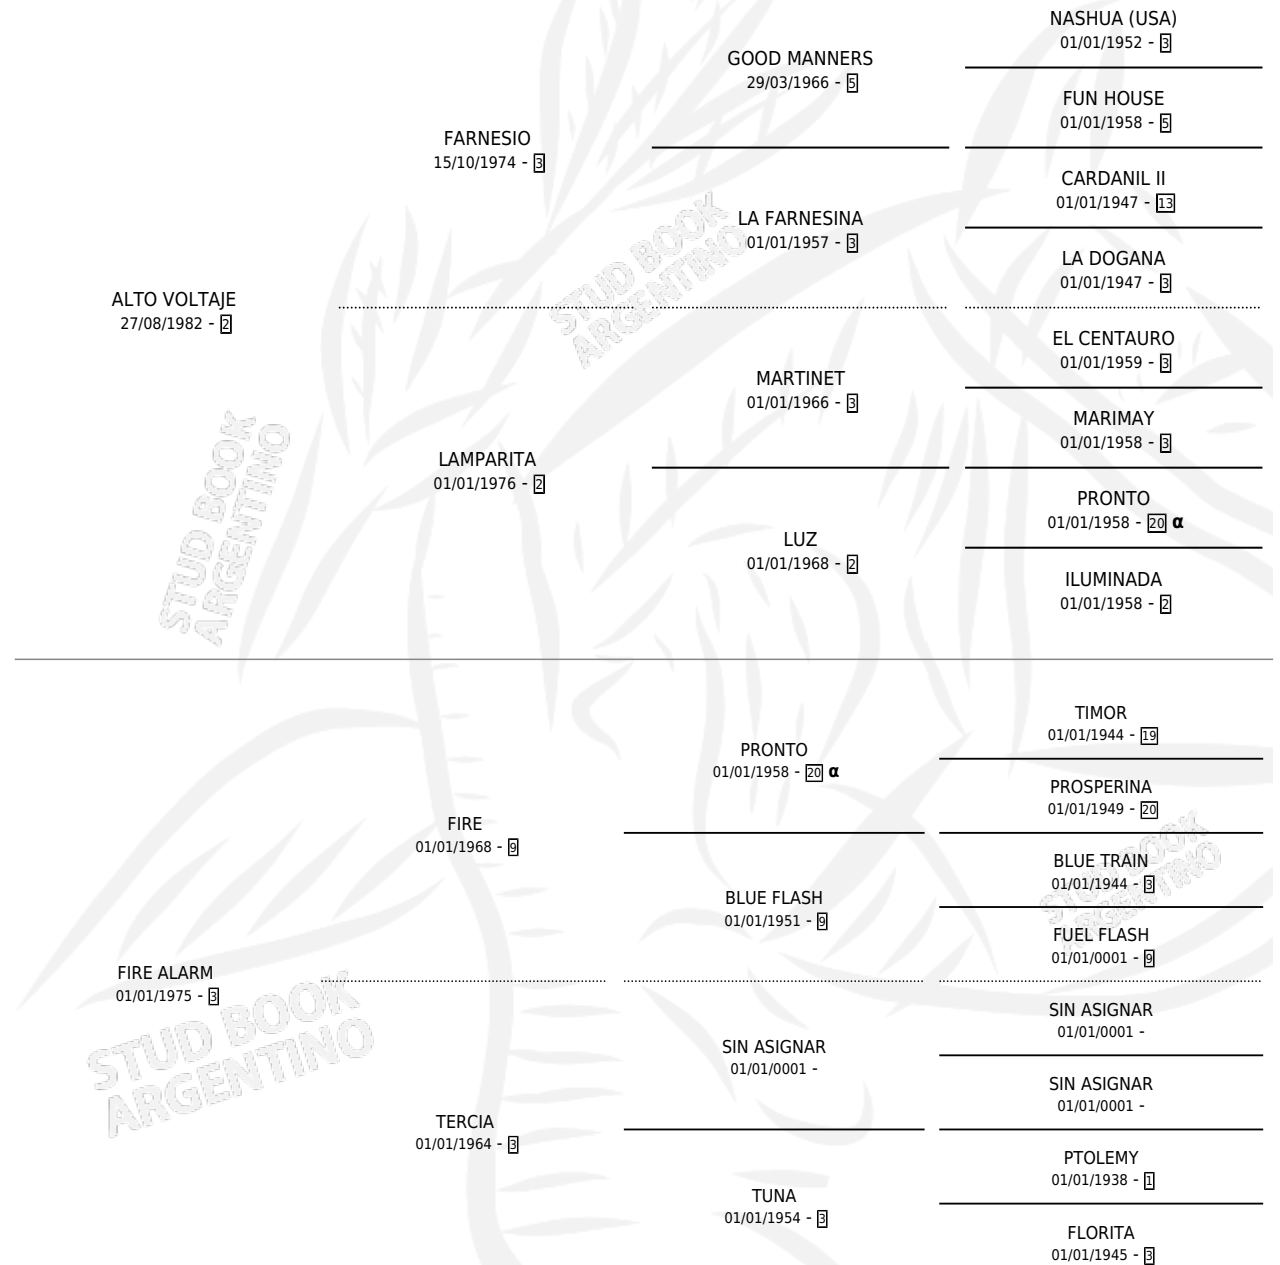 NASHUA (USA)
01/01/1952 - 3
GOOD MANNERS
29/03/1966 - 5
FUN HOUSE
01/01/1958 - 5
FARNESIO
15/10/1974 - 3
CARDANIL II
01/01/1947 - 13
LA FARNESINA
01/01/1957 - 3
LA DOGANA
01/01/1947 - 3
ALTO VOLTAJE
27/08/1982 - 2
EL CENTAURO
01/01/1959 - 3
MARTINET
01/01/1966 - 3
MARIMAY
01/01/1958 - 3
LAMPARITA
01/01/1976 - 2
PRONTO
01/01/1958 - 20 α
LUZ
01/01/1968 - 2
ILUMINADA
01/01/1958 - 2
STUD BOOK
ARGENTINO
STUD BOOK
ARGENTINO
TIMOR
01/01/1944 - 19
PRONTO
01/01/1958 - 20 α
PROSPERINA
01/01/1949 - 20
FIRE
01/01/1968 - 9
BLUE TRAIN
01/01/1944 - 3
BLUE FLASH
01/01/1951 - 9
FUEL FLASH
01/01/0001 - 9
FIRE ALARM
01/01/1975 - 3
SIN ASIGNAR
01/01/0001 -
SIN ASIGNAR
01/01/0001 -
SIN ASIGNAR
01/01/0001 -
TERCIA
01/01/1964 - 3
PTOLEMY
01/01/1938 - 1
TUNA
01/01/1954 - 3
FLORITA
01/01/1945 - 3
STUD BOOK
ARGENTINO
STUD BOOK
ARGENTINO